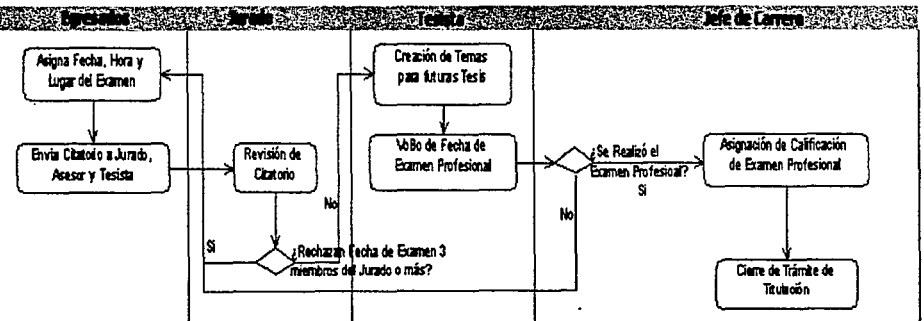 Egresados
Jurado
Tesista
Jefe de Carrera
Asigna Fecha, Hora y
Lugar del Examen
Envia Citatorio a Jurado,
Asesor y Tesista
Revisión de
Citatorio
Si
¿Rechazan Fecha de Examen 3
miembros del Jurado o más?
No
Creación de Temas
para futuras Tesis
VoBo de Fecha de
Examen Profesional
¿Se Realizó el
Examen Profesioal?
Si
No
Asignación de Calificación
de Examen Profesional
Cierre de Trámite de
Titulación